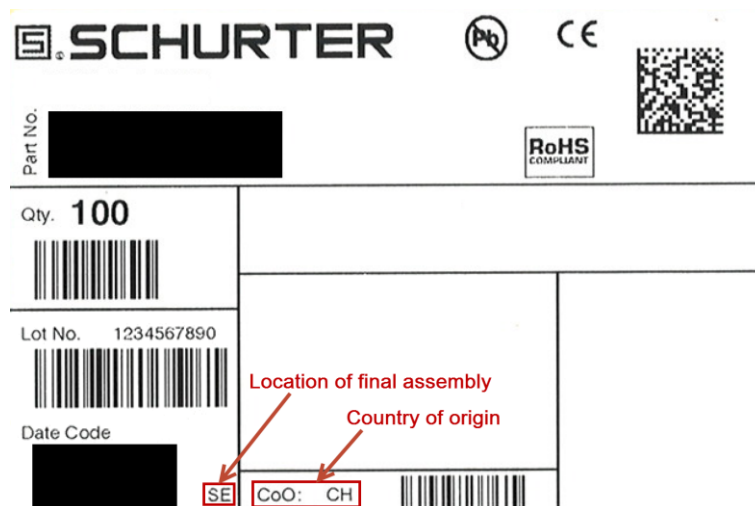 SCHURTER
Pb
CE
Part No.
RoHS
COMPLIANT
Qty. 100
Lot No. 1234567890
Location of final assembly
Country of origin
Date Code
SE
CoO: CH